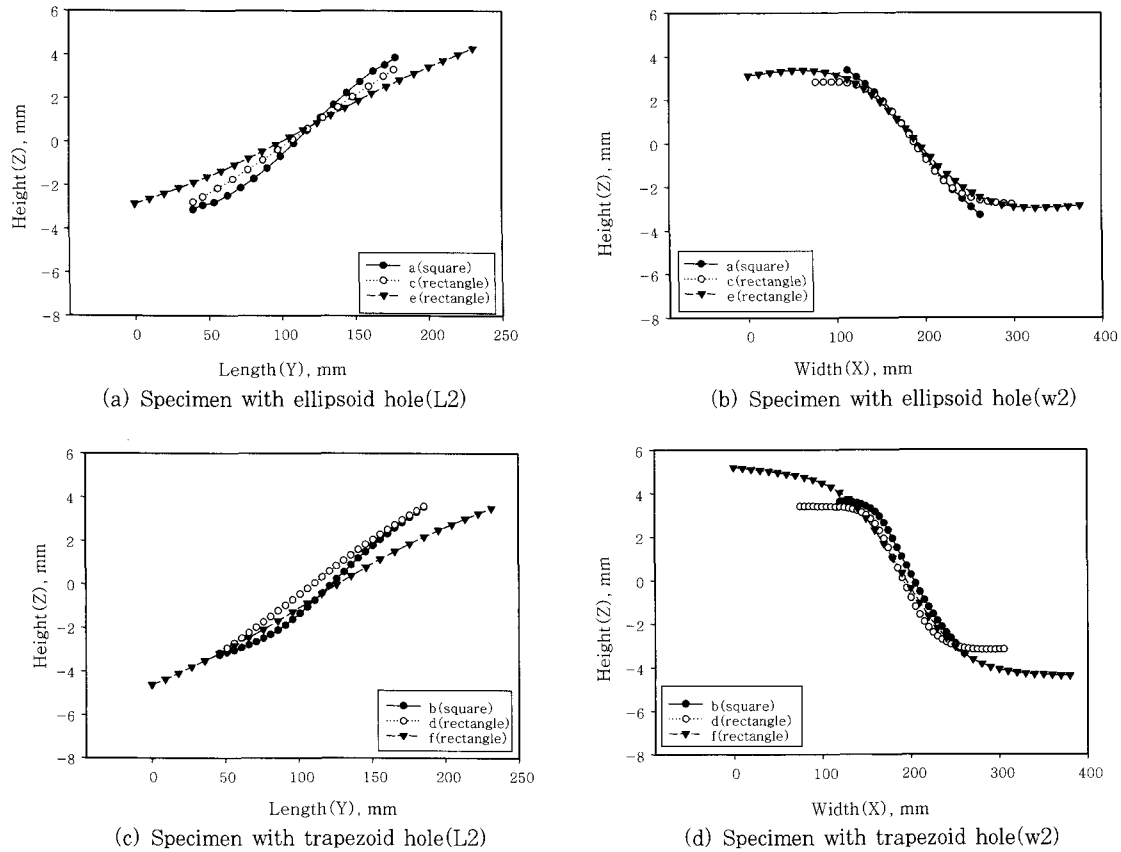 6
4
2
0
−2
−4
−6
−8
Height(Z), mm
a(square)
c(rectangle)
e(rectangle)
0 50 100 150 200 250
Length(Y), mm
(a) Specimen with ellipsoid hole(L2)
6
4
2
0
−2
−4
−6
−8
Height(Z), mm
a(square)
c(rectangle)
e(rectangle)
0 100 200 300 400
Width(X), mm
(b) Specimen with ellipsoid hole(w2)
6
4
2
0
−2
−4
−6
−8
Height(Z), mm
b(square)
d(rectangle)
f(rectangle)
0 50 100 150 200 250
Length(Y), mm
(c) Specimen with trapezoid hole(L2)
6
4
2
0
−2
−4
−6
−8
Height(Z), mm
b(square)
d(rectangle)
f(rectangle)
0 100 200 300 400
Width(X), mm
(d) Specimen with trapezoid hole(w2)